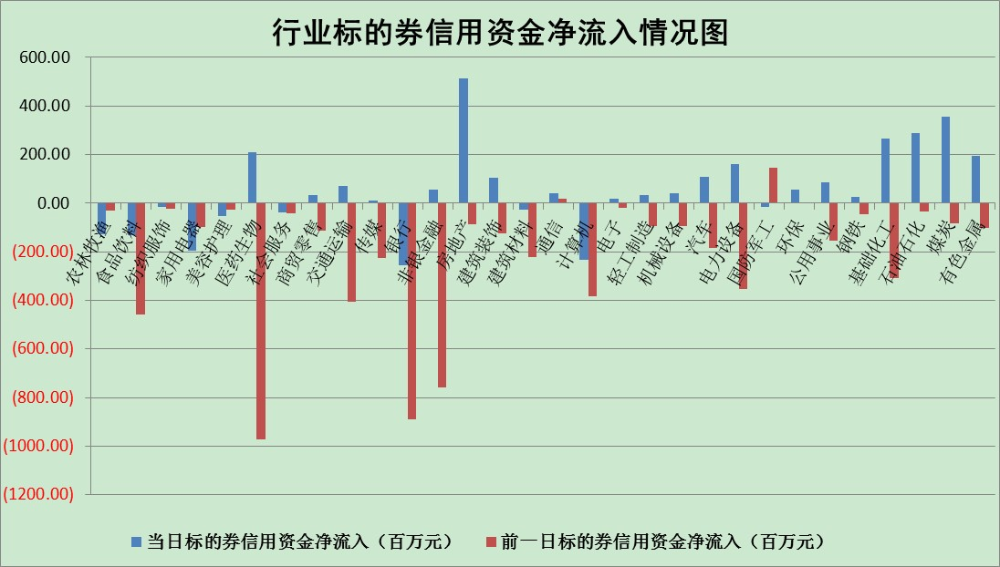 行业标的券信用资金净流入情况图
600.00
400.00
200.00
0.00
(200.00)
(400.00)
(600.00)
(800.00)
(1000.00)
(1200.00)
农林牧渔
食品饮料
纺织服饰
家用电器
美容护理
医药生物
社会服务
商贸零售
交通运输
传媒
银行
非银金融
房地产
建筑装饰
建筑材料
通信
计算机
电子
轻工制造
机械设备
汽车
电力设备
国防军工
环保
公用事业
钢铁
基础化工
石油石化
煤炭
有色金属
当日标的券信用资金净流入（百万元）
前一日标的券信用资金净流入（百万元）